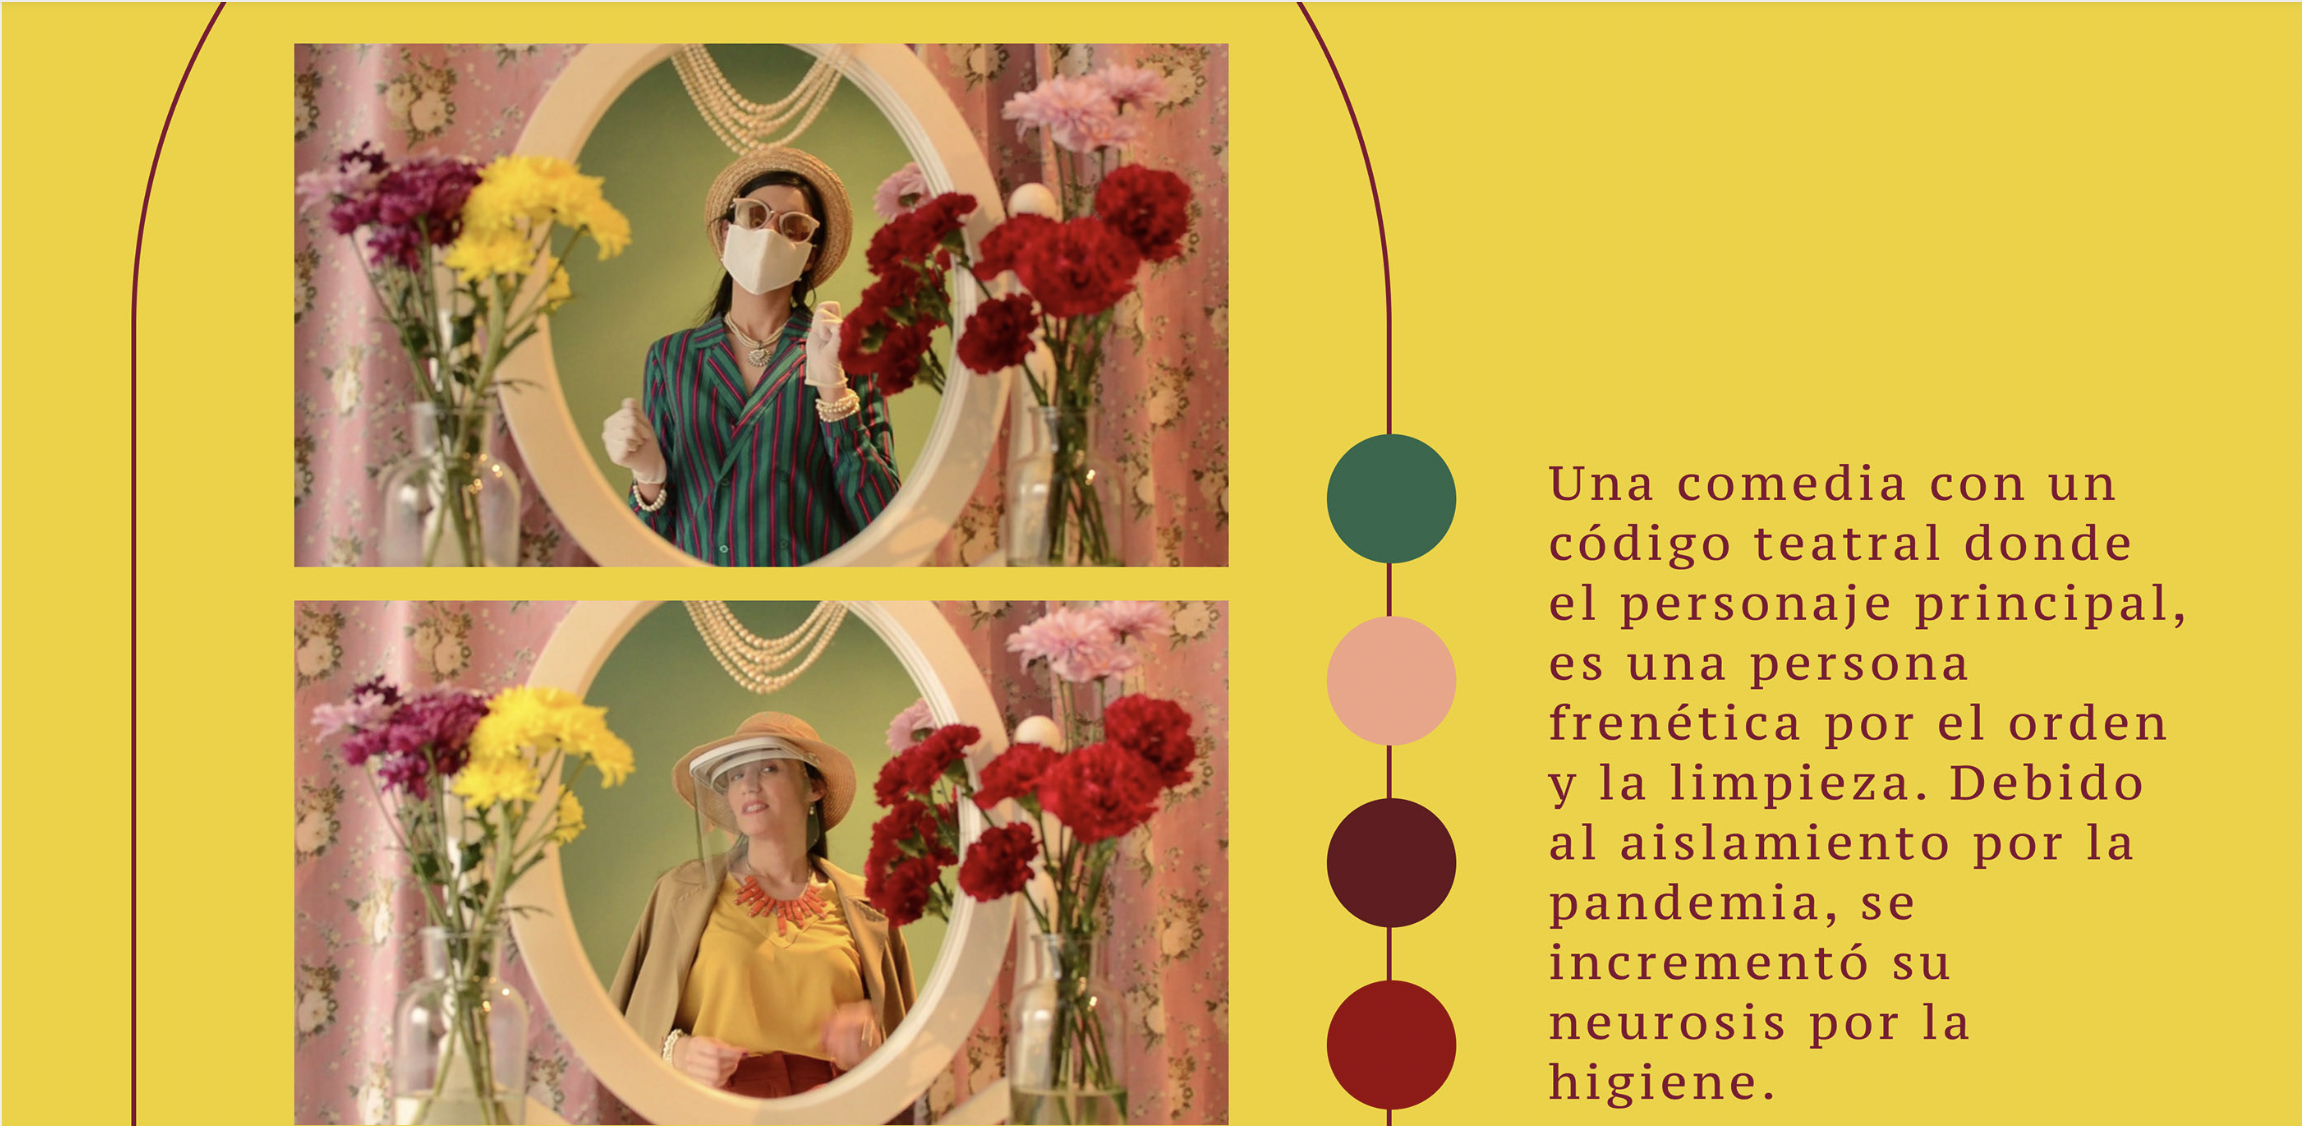 Una comedia con un
código teatral donde
el personaje principal,
es una persona
frenética por el orden
y la limpieza. Debido
al aislamiento por la
pandemia, se
incrementó su
neurosis por la
higiene.